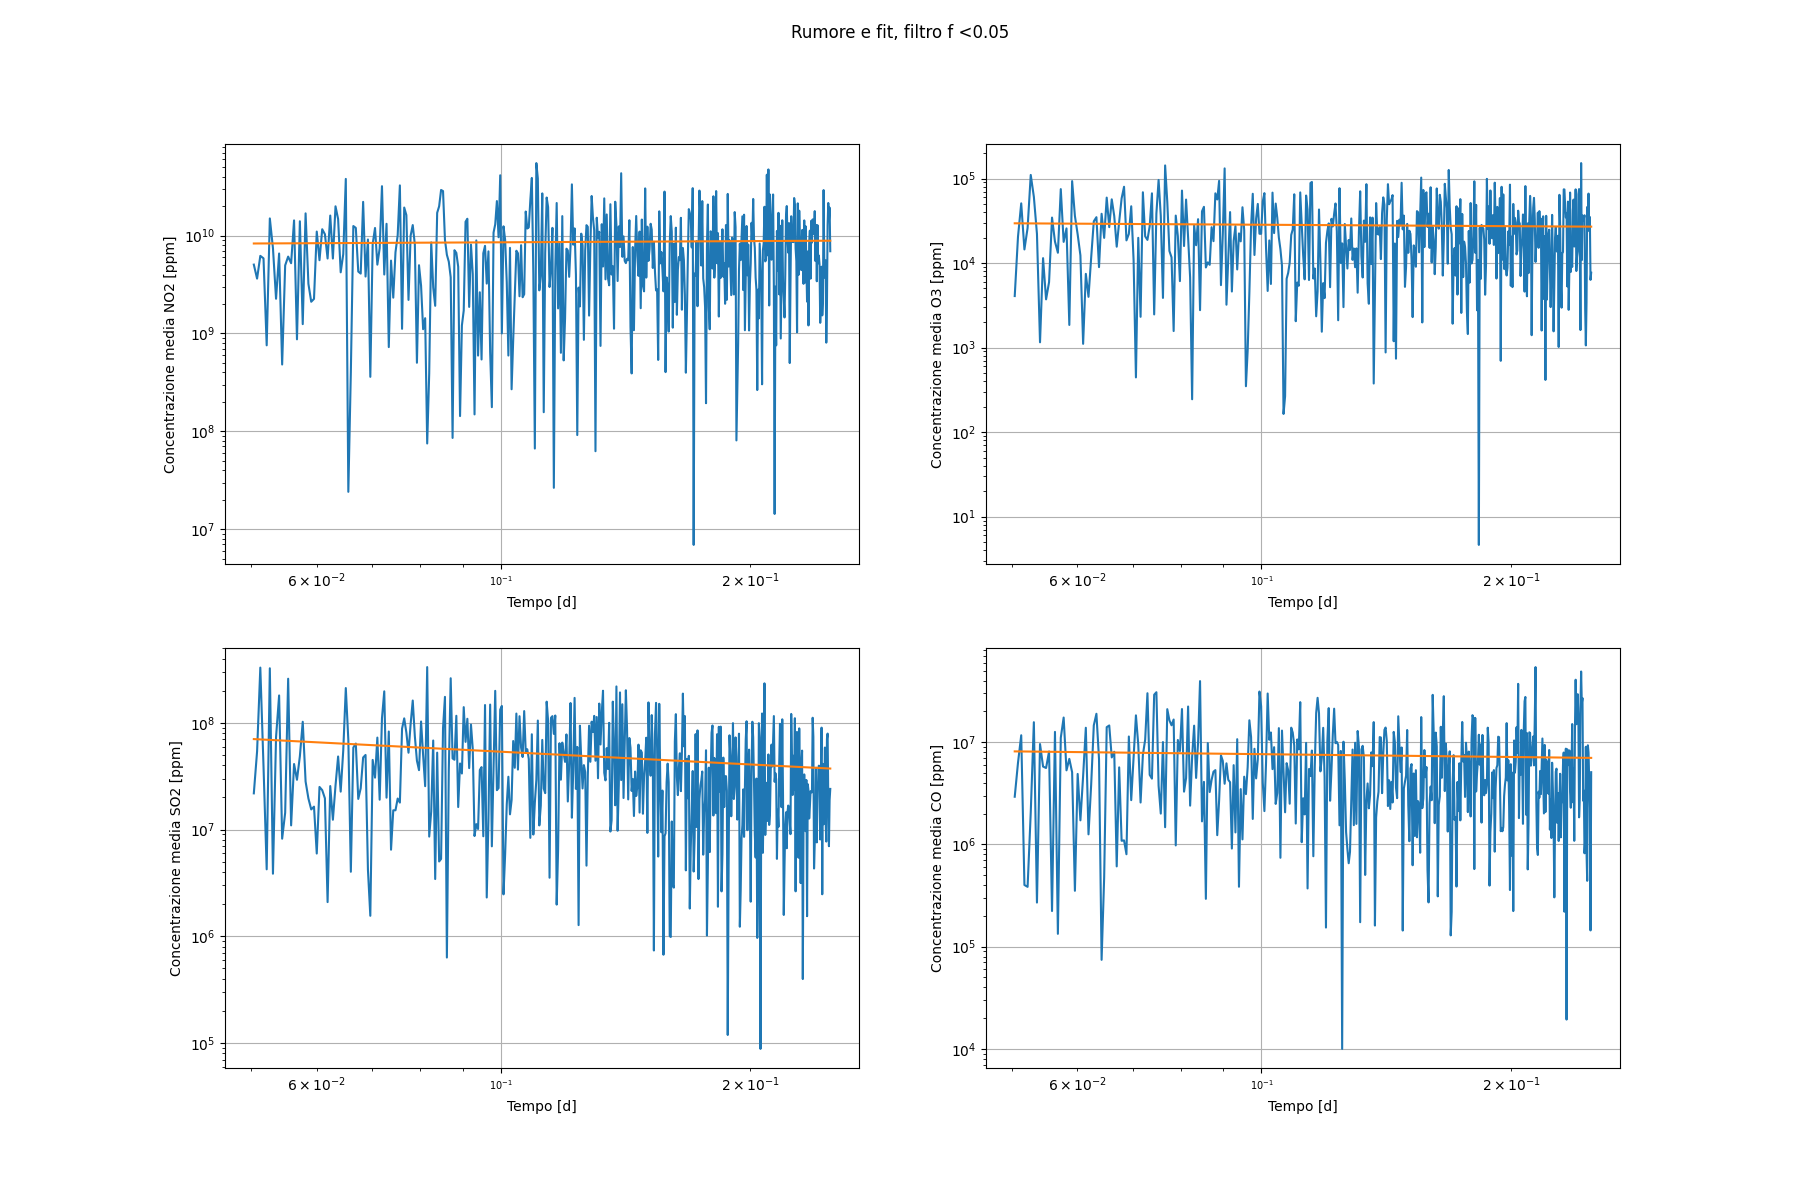 Rumore e fit, filtro f <0.05
Concentrazione media NO2 [ppm]
10^10
10^9
10^8
10^7
6 × 10^−2
10^−1
2 × 10^−1
Tempo [d]
Concentrazione media O3 [ppm]
10^5
10^4
10^3
10^2
10^1
6 × 10^−2
10^−1
2 × 10^−1
Tempo [d]
Concentrazione media SO2 [ppm]
10^8
10^7
10^6
10^5
6 × 10^−2
10^−1
2 × 10^−1
Tempo [d]
Concentrazione media CO [ppm]
10^7
10^6
10^5
10^4
6 × 10^−2
10^−1
2 × 10^−1
Tempo [d]